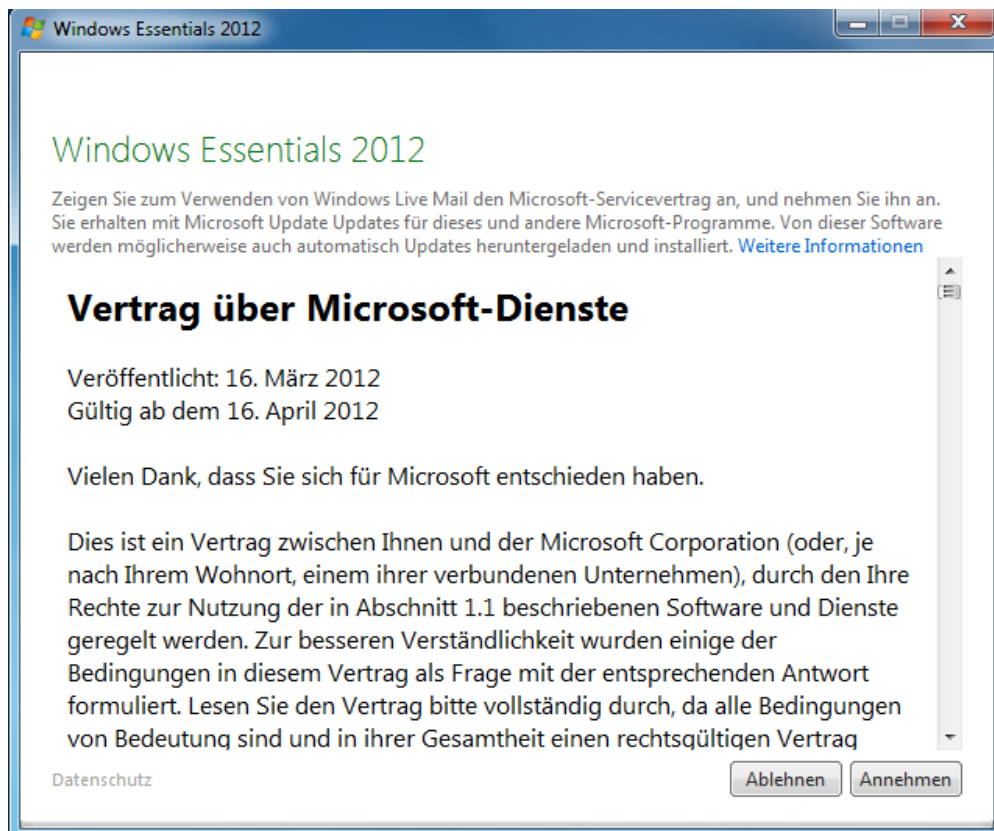 Windows Essentials 2012
Windows Essentials 2012
Zeigen Sie zum Verwenden von Windows Live Mail den Microsoft-Servicevertrag an, und nehmen Sie ihn an.
Sie erhalten mit Microsoft Update Updates für dieses und andere Microsoft-Programme. Von dieser Software
werden möglicherweise auch automatisch Updates heruntergeladen und installiert. Weitere Informationen
Vertrag über Microsoft-Dienste
Veröffentlicht: 16. März 2012
Gültig ab dem 16. April 2012
Vielen Dank, dass Sie sich für Microsoft entschieden haben.
Dies ist ein Vertrag zwischen Ihnen und der Microsoft Corporation (oder, je
nach Ihrem Wohnort, einem ihrer verbundenen Unternehmen), durch den Ihre
Rechte zur Nutzung der in Abschnitt 1.1 beschriebenen Software und Dienste
geregelt werden. Zur besseren Verständlichkeit wurden einige der
Bedingungen in diesem Vertrag als Frage mit der entsprechenden Antwort
formuliert. Lesen Sie den Vertrag bitte vollständig durch, da alle Bedingungen
von Bedeutung sind und in ihrer Gesamtheit einen rechtsgültigen Vertrag
Datenschutz
Ablehnen
Annehmen